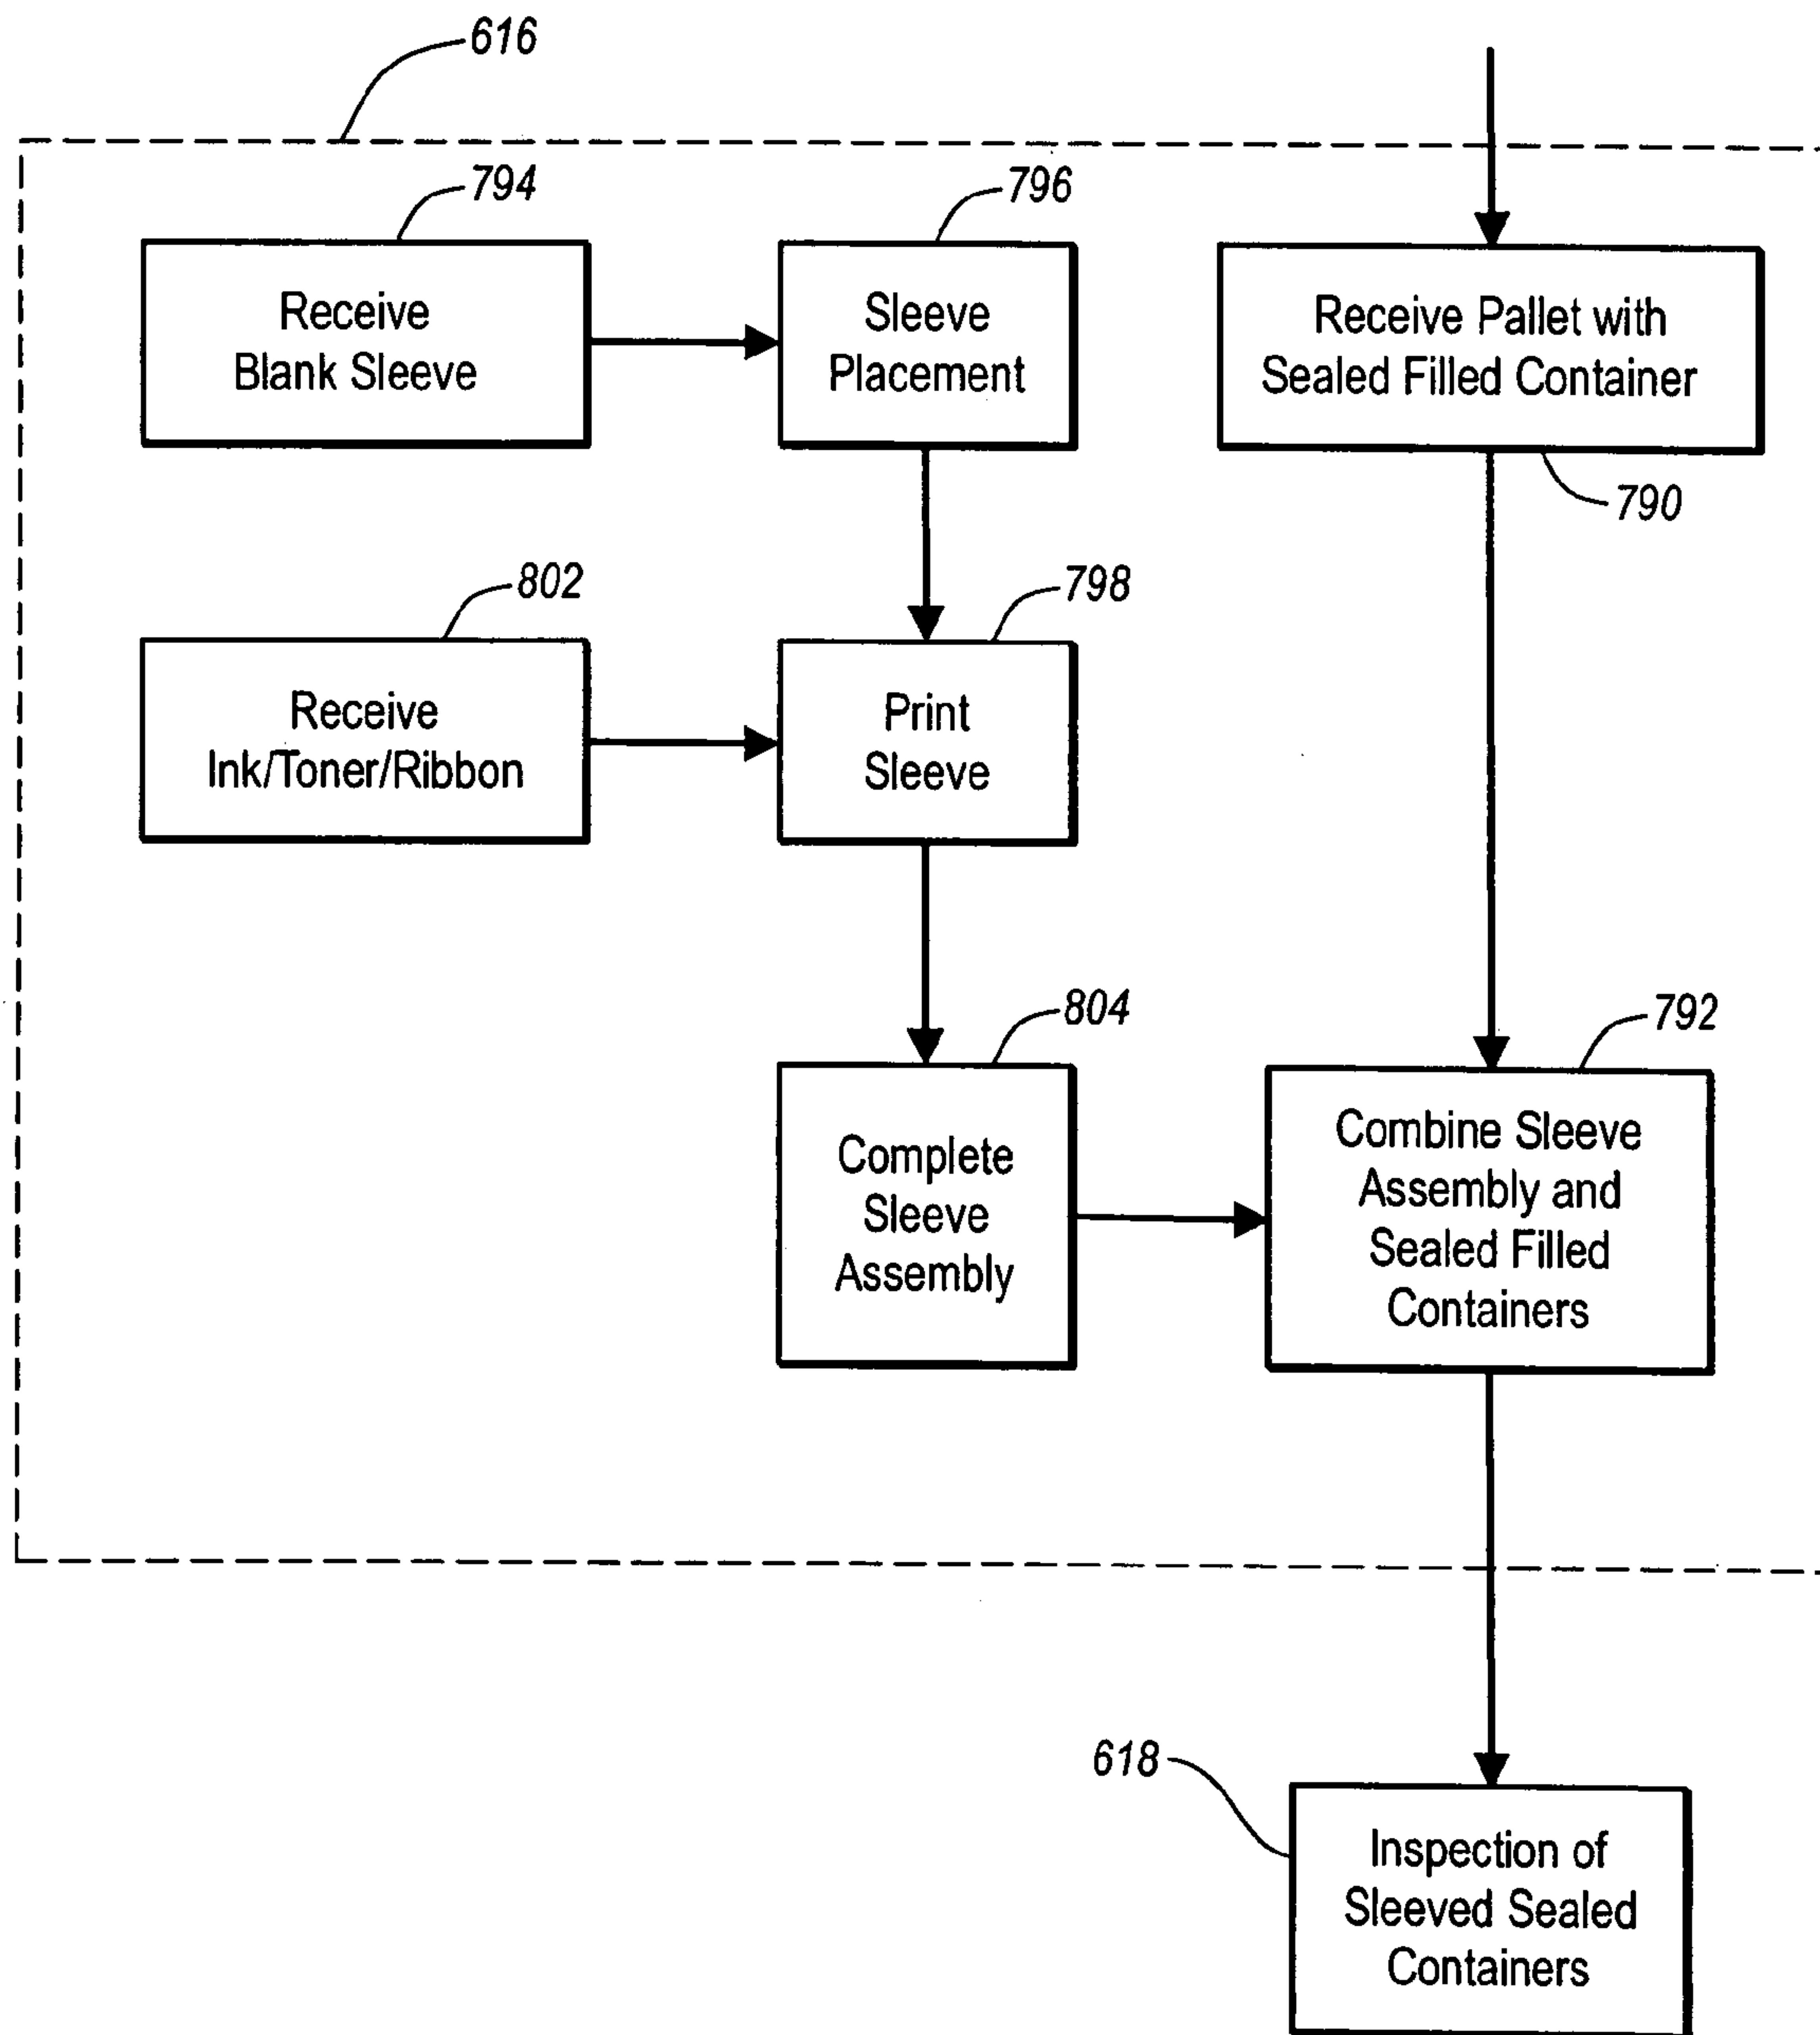 616
794
796
Receive
Blank Sleeve
Sleeve
Placement
Receive Pallet with
Sealed Filled Container
790
802
798
Receive
Ink/Toner/Ribbon
Print
Sleeve
804
792
Complete
Sleeve
Assembly
Combine Sleeve
Assembly and
Sealed Filled
Containers
618
Inspection of
Sleeved Sealed
Containers